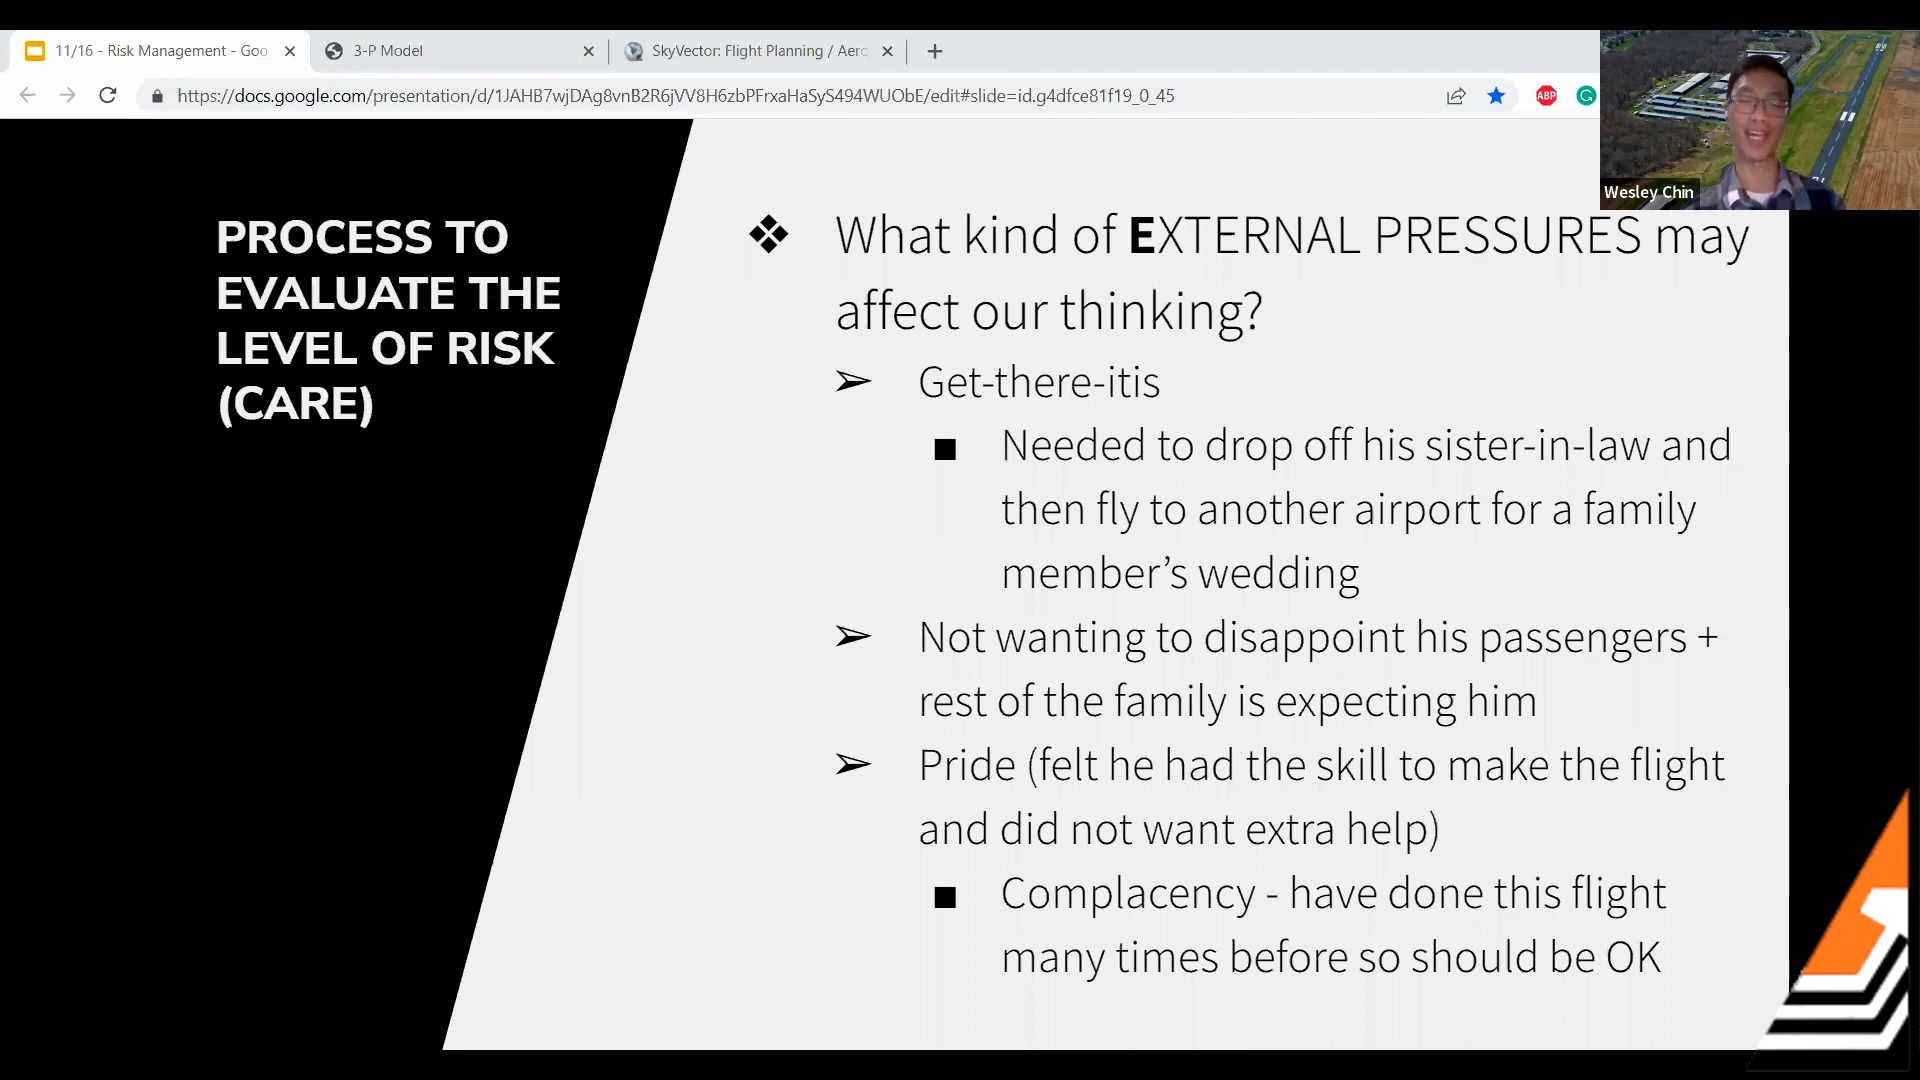 11/16 - Risk Management - Goo
3-P Model
SkyVector: Flight Planning / Aero
https://docs.google.com/presentation/d/1JAHB7wjDAg8vnB2R6jVV8H6zbPFrxaHaSyS494WUObE/edit#slide=id.g4dfce81f19_0_45
ABP
Wesley Chin
PROCESS TO
EVALUATE THE
LEVEL OF RISK
(CARE)
What kind of EXTERNAL PRESSURES may
affect our thinking?
Get-there-itis
Needed to drop off his sister-in-law and
then fly to another airport for a family
member’s wedding
Not wanting to disappoint his passengers +
rest of the family is expecting him
Pride (felt he had the skill to make the flight
and did not want extra help)
Complacency - have done this flight
many times before so should be OK